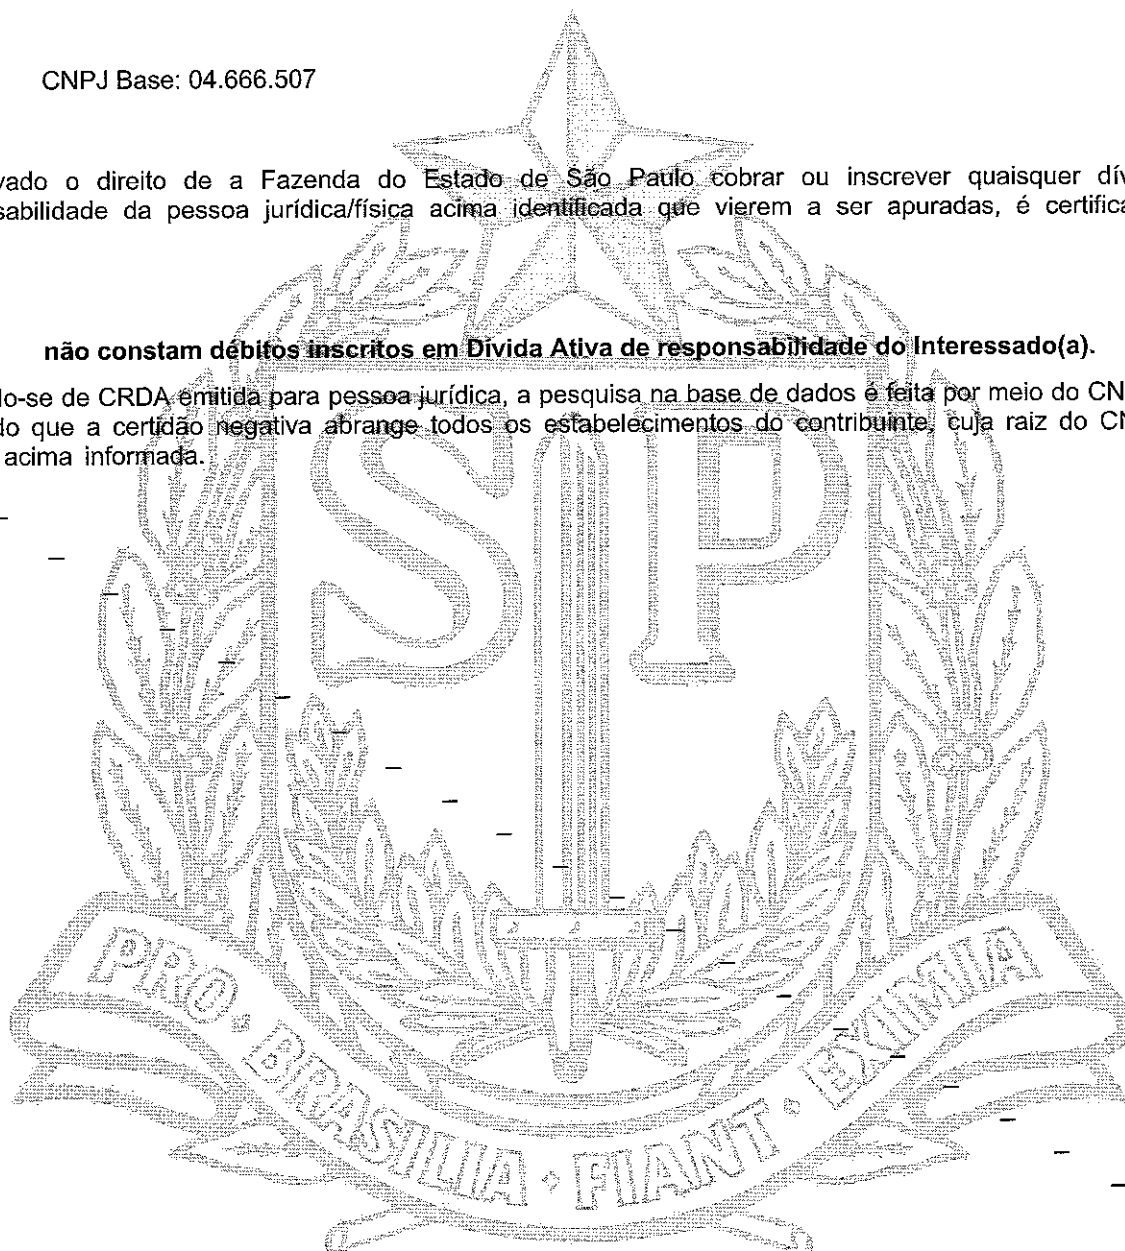 CNPJ Base: 04.666.507
vado o direito de a Fazenda do Estado de São Paulo cobrar ou inscrever quaisquer dív
sabilidade da pessoa jurídica/física acima identificada que vierem a ser apuradas, é certifica
não constam débitos inscritos em Dívida Ativa de responsabilidade do Interessado(a).
do-se de CRDA emitida para pessoa jurídica, a pesquisa na base de dados é feita por meio do CN
do que a certidão negativa abrange todos os estabelecimentos do contribuinte, cuja raiz do CN
acima informada.
SP
PRO · BRASILIA · FIANT · EXIMIA